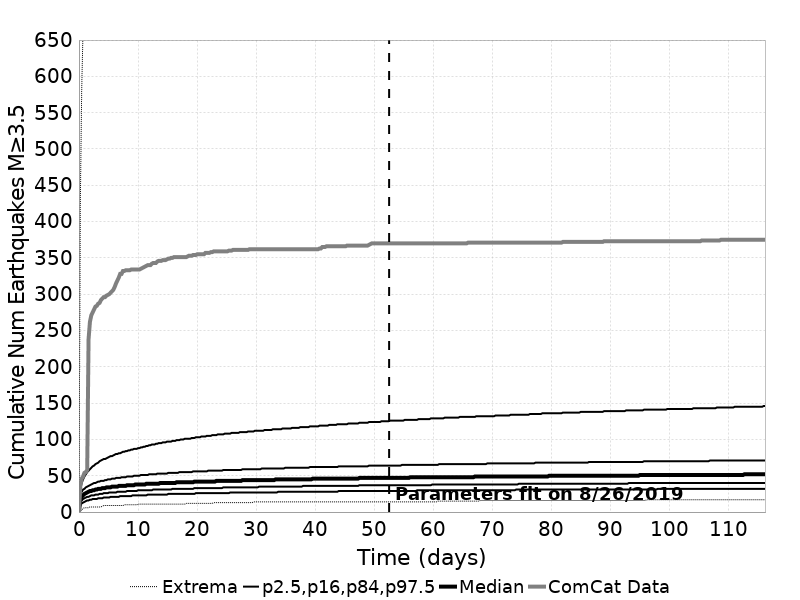 Cumulative Num Earthquakes M≥3.5
650
600
550
500
450
400
350
300
250
200
150
100
50
0
Parameters fit on 8/26/2019
0 10 20 30 40 50 60 70 80 90 100 110
Time (days)
Extrema p2.5,p16,p84,p97.5 Median ComCat Data